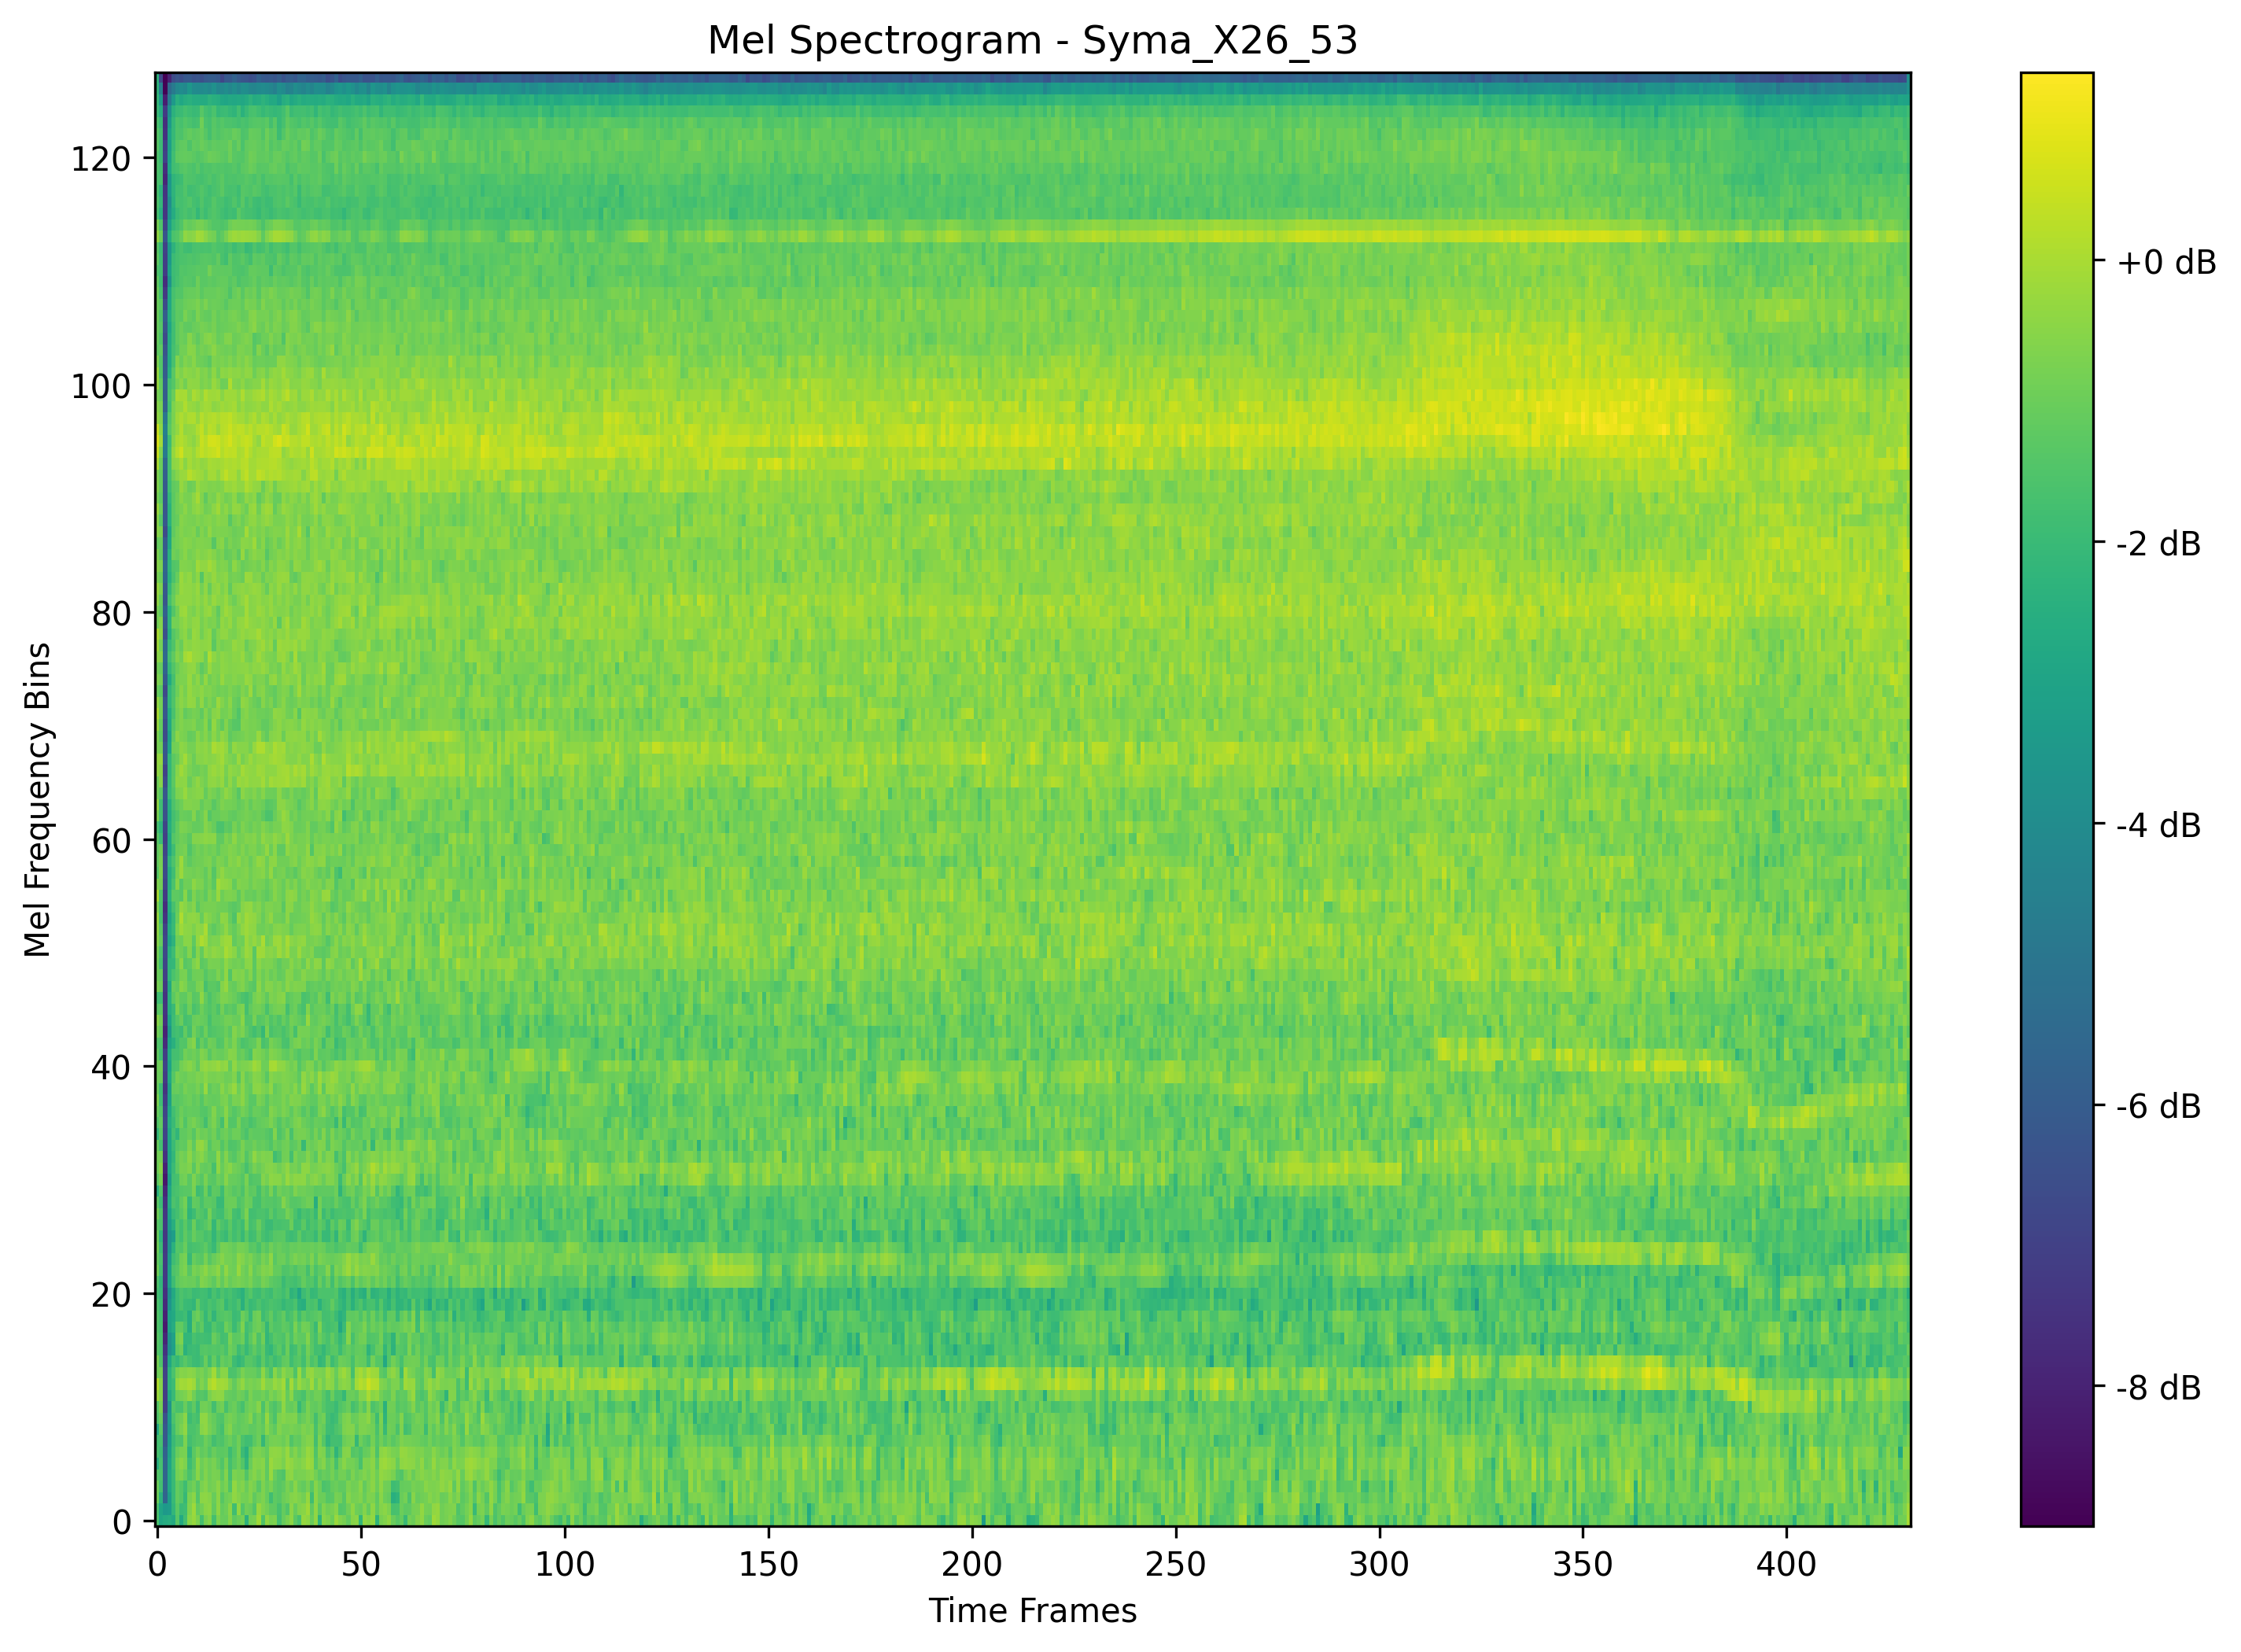 Mel Spectrogram - Syma_X26_53
Mel Frequency Bins
120
100
80
60
40
20
0
0 50 100 150 200 250 300 350 400
Time Frames
+0 dB
-2 dB
-4 dB
-6 dB
-8 dB